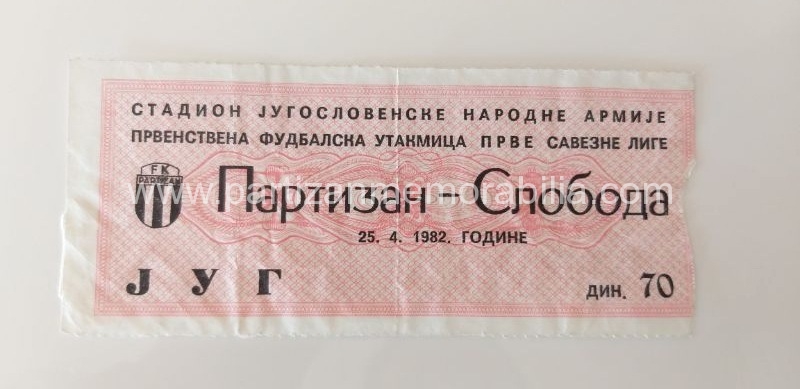 СТАДИОН ЈУГОСЛОВЕНСКЕ НАРОДНЕ АРМИЈЕ
ПРВЕНСТВЕНА ФУДБАЛСКА УТАКМИЦА ПРВЕ САВЕЗНЕ ЛИГЕ
FK
PARTIZAN
Партизан – Слобода
www.partizanmemorabilia.com
25. 4. 1982. ГОДИНЕ
ЈУГ
ДИН. 70